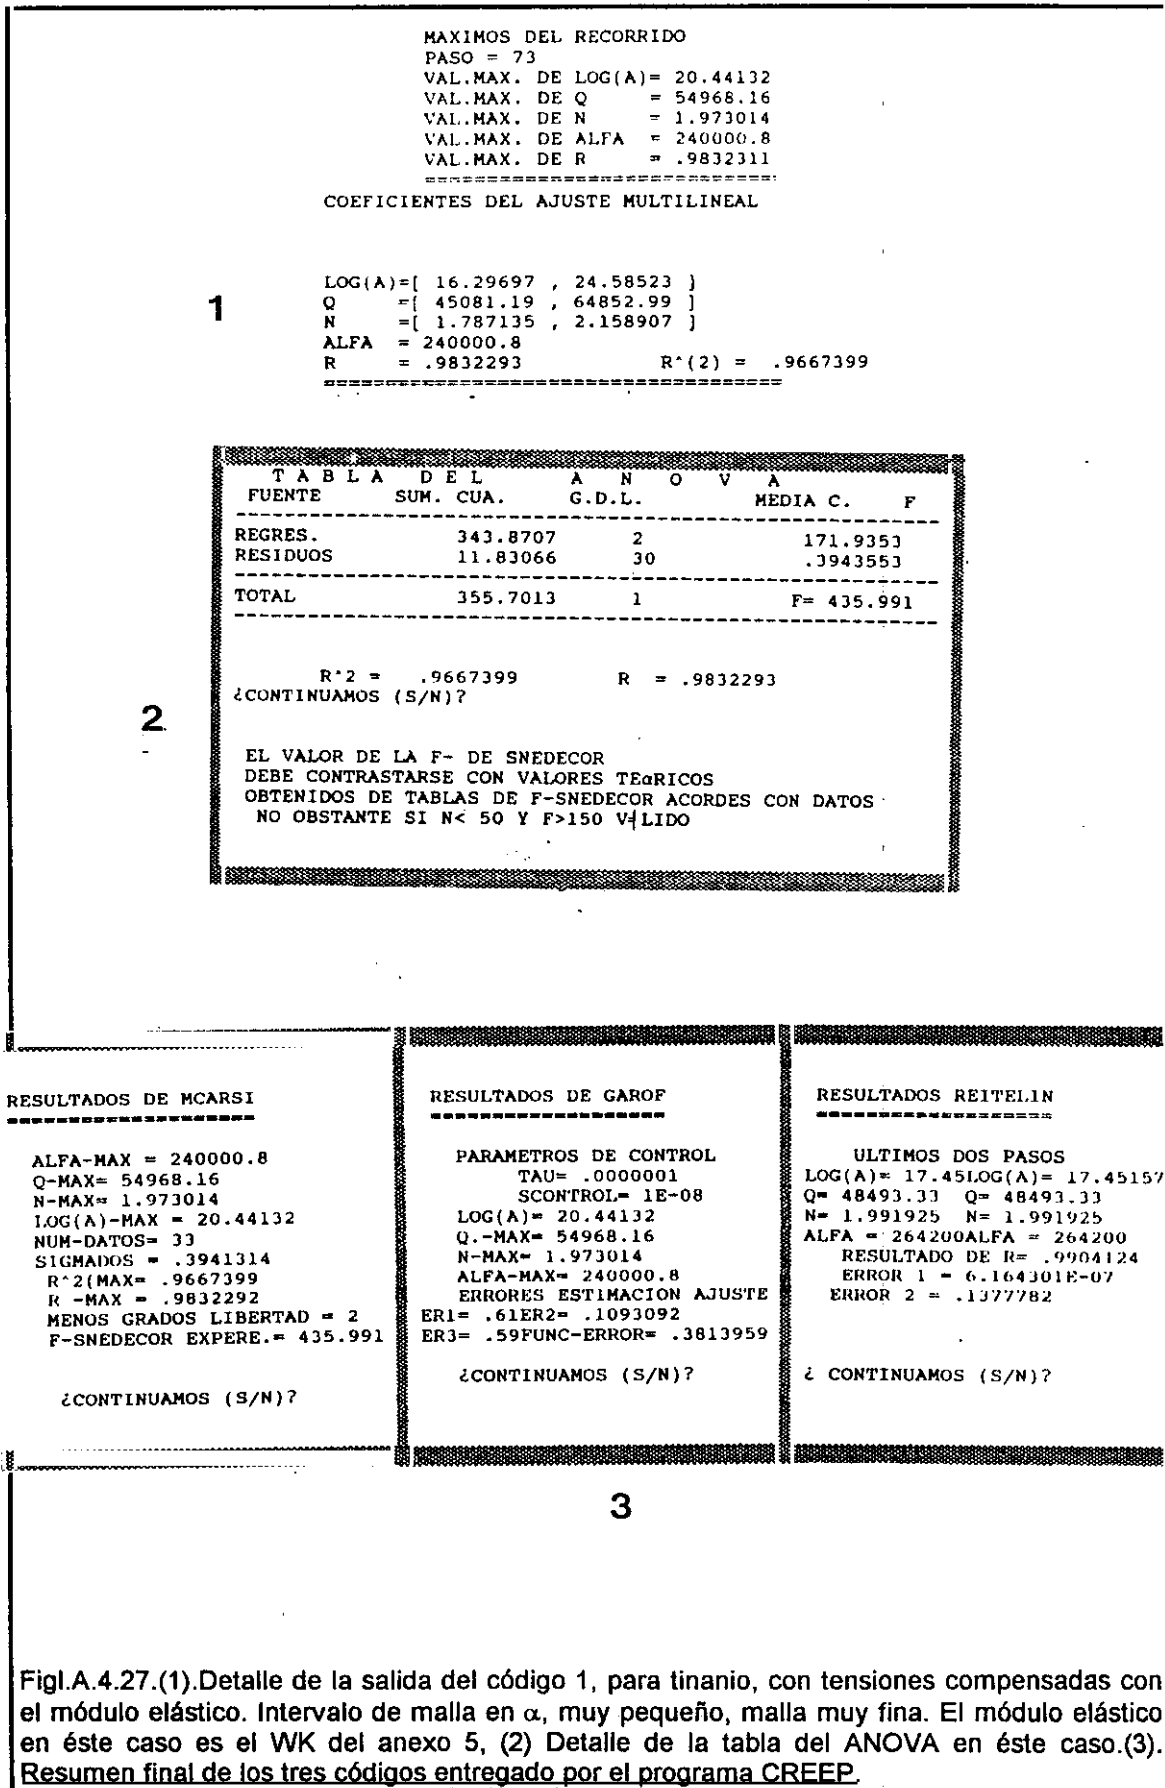 MAXIMOS DEL RECORRIDO
PASO = 73
VAL.MAX. DE LOG(A)= 20.44132
VAL.MAX. DE Q = 54968.16
VAL.MAX. DE N = 1.973014
VAL.MAX. DE ALFA = 240000.8
VAL.MAX. DE R = .9832311
==============================
COEFICIENTES DEL AJUSTE MULTILINEAL
1
LOG(A)=[ 16.29697 , 24.58523 ]
Q =[ 45081.19 , 64852.99 ]
N =[ 1.787135 , 2.158907 ]
ALFA = 240000.8
R = .9832293 R^(2) = .9667399
=====================================
T A B L A D E L A N O V A
FUENTE SUM. CUA. G.D.L. MEDIA C. F
REGRES. 343.8707 2 171.9353
RESIDUOS 11.83066 30 .3943553
TOTAL 355.7013 1 F= 435.991
R^2 = .9667399 R = .9832293
¿CONTINUAMOS (S/N)?
2
EL VALOR DE LA F- DE SNEDECOR
DEBE CONTRASTARSE CON VALORES TEαRICOS
OBTENIDOS DE TABLAS DE F-SNEDECOR ACORDES CON DATOS
NO OBSTANTE SI N< 50 Y F>150 V┤LIDO
RESULTADOS DE MCARSI
====================
ALFA-MAX = 240000.8
Q-MAX= 54968.16
N-MAX= 1.973014
LOG(A)-MAX = 20.44132
NUM-DATOS= 33
SIGMADOS = .3941314
R^2(MAX= .9667399
R -MAX = .9832292
MENOS GRADOS LIBERTAD = 2
F-SNEDECOR EXPERE.= 435.991
¿CONTINUAMOS (S/N)?
RESULTADOS DE GAROF
===================
PARAMETROS DE CONTROL
TAU= .0000001
SCONTROL= 1E-08
LOG(A)= 20.44132
Q.-MAX= 54968.16
N-MAX= 1.973014
ALFA-MAX= 240000.8
ERRORES ESTIMACION AJUSTE
ER1= .61ER2= .1093092
ER3= .59FUNC-ERROR= .3813959
¿CONTINUAMOS (S/N)?
RESULTADOS REITELIN
===================
ULTIMOS DOS PASOS
LOG(A)= 17.45LOG(A)= 17.45157
Q= 48493.33 Q= 48493.33
N= 1.991925 N= 1.991925
ALFA = 264200ALFA = 264200
RESULTADO DE R= .9904124
ERROR 1 = 6.164301E-07
ERROR 2 = .1377782
¿ CONTINUAMOS (S/N)?
3
Figl.A.4.27.(1).Detalle de la salida del código 1, para tinanio, con tensiones compensadas con
el módulo elástico. Intervalo de malla en α, muy pequeño, malla muy fina. El módulo elástico
en éste caso es el WK del anexo 5, (2) Detalle de la tabla del ANOVA en éste caso.(3).
Resumen final de los tres códigos entregado por el programa CREEP.